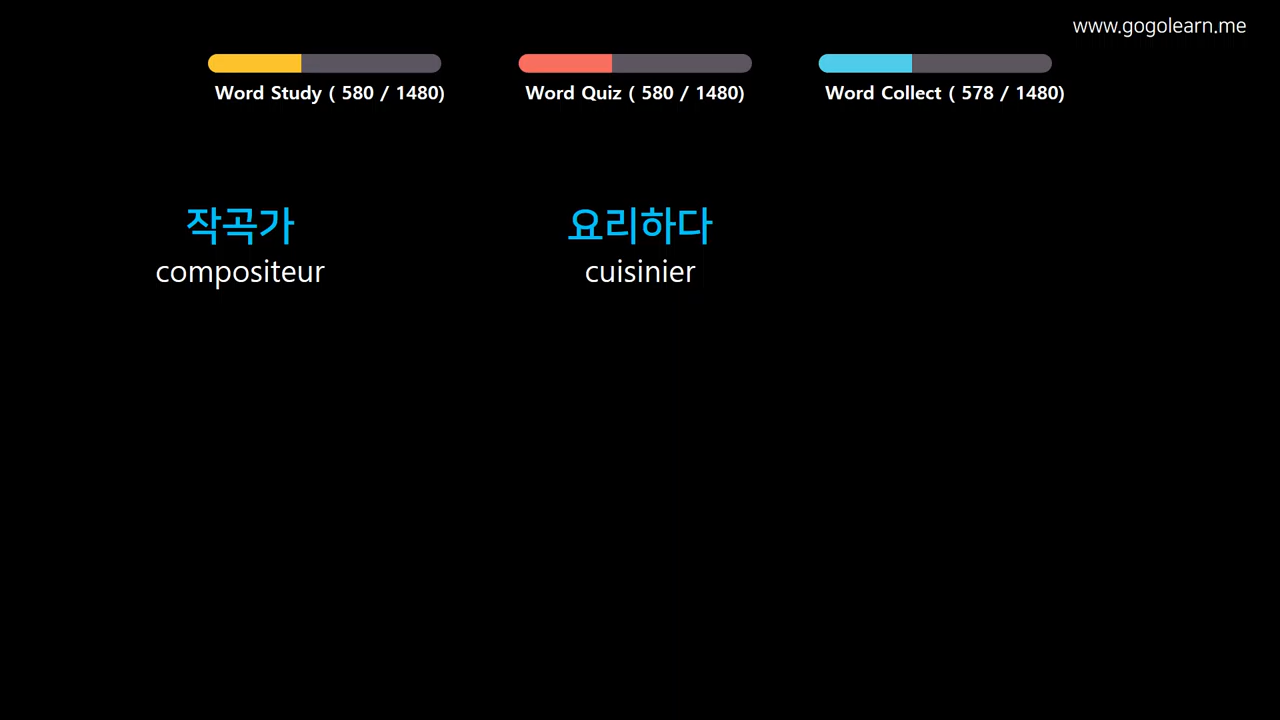 www.gogolearn.me
Word Study ( 580 / 1480)
Word Quiz ( 580 / 1480)
Word Collect ( 578 / 1480)
작곡가
compositeur
요리하다
cuisinier